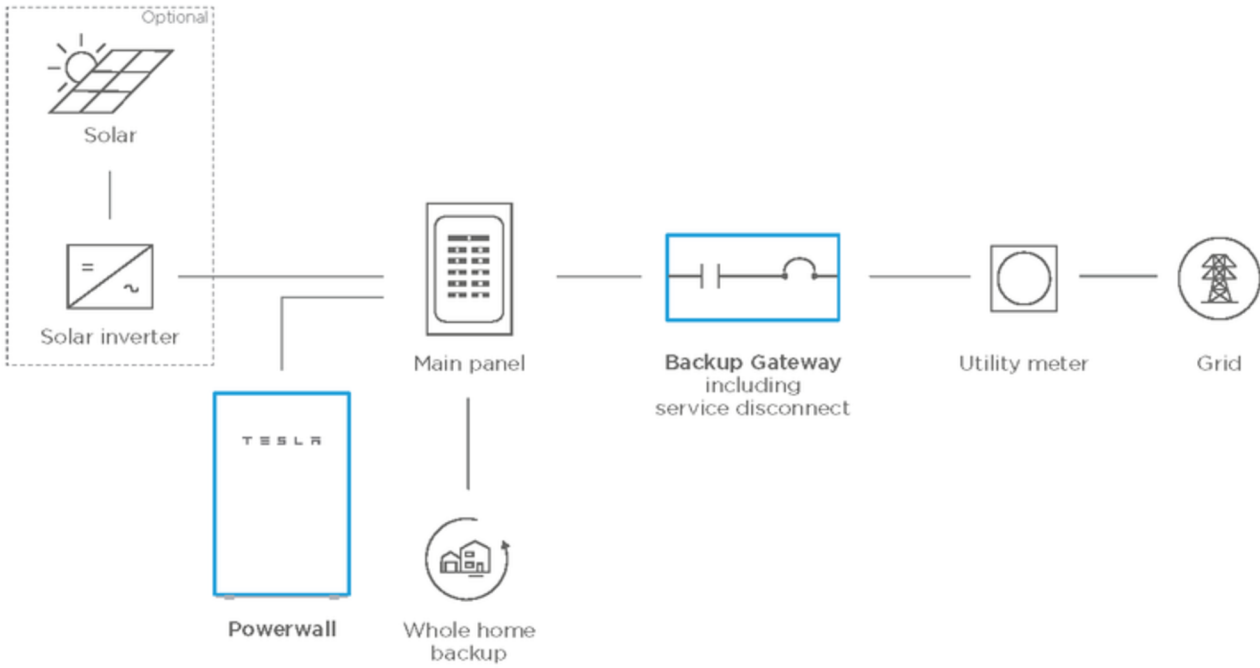 Optional
Solar
Solar inverter
Main panel
Backup Gateway
including
service disconnect
Utility meter
Grid
TESLA
Powerwall
Whole home
backup